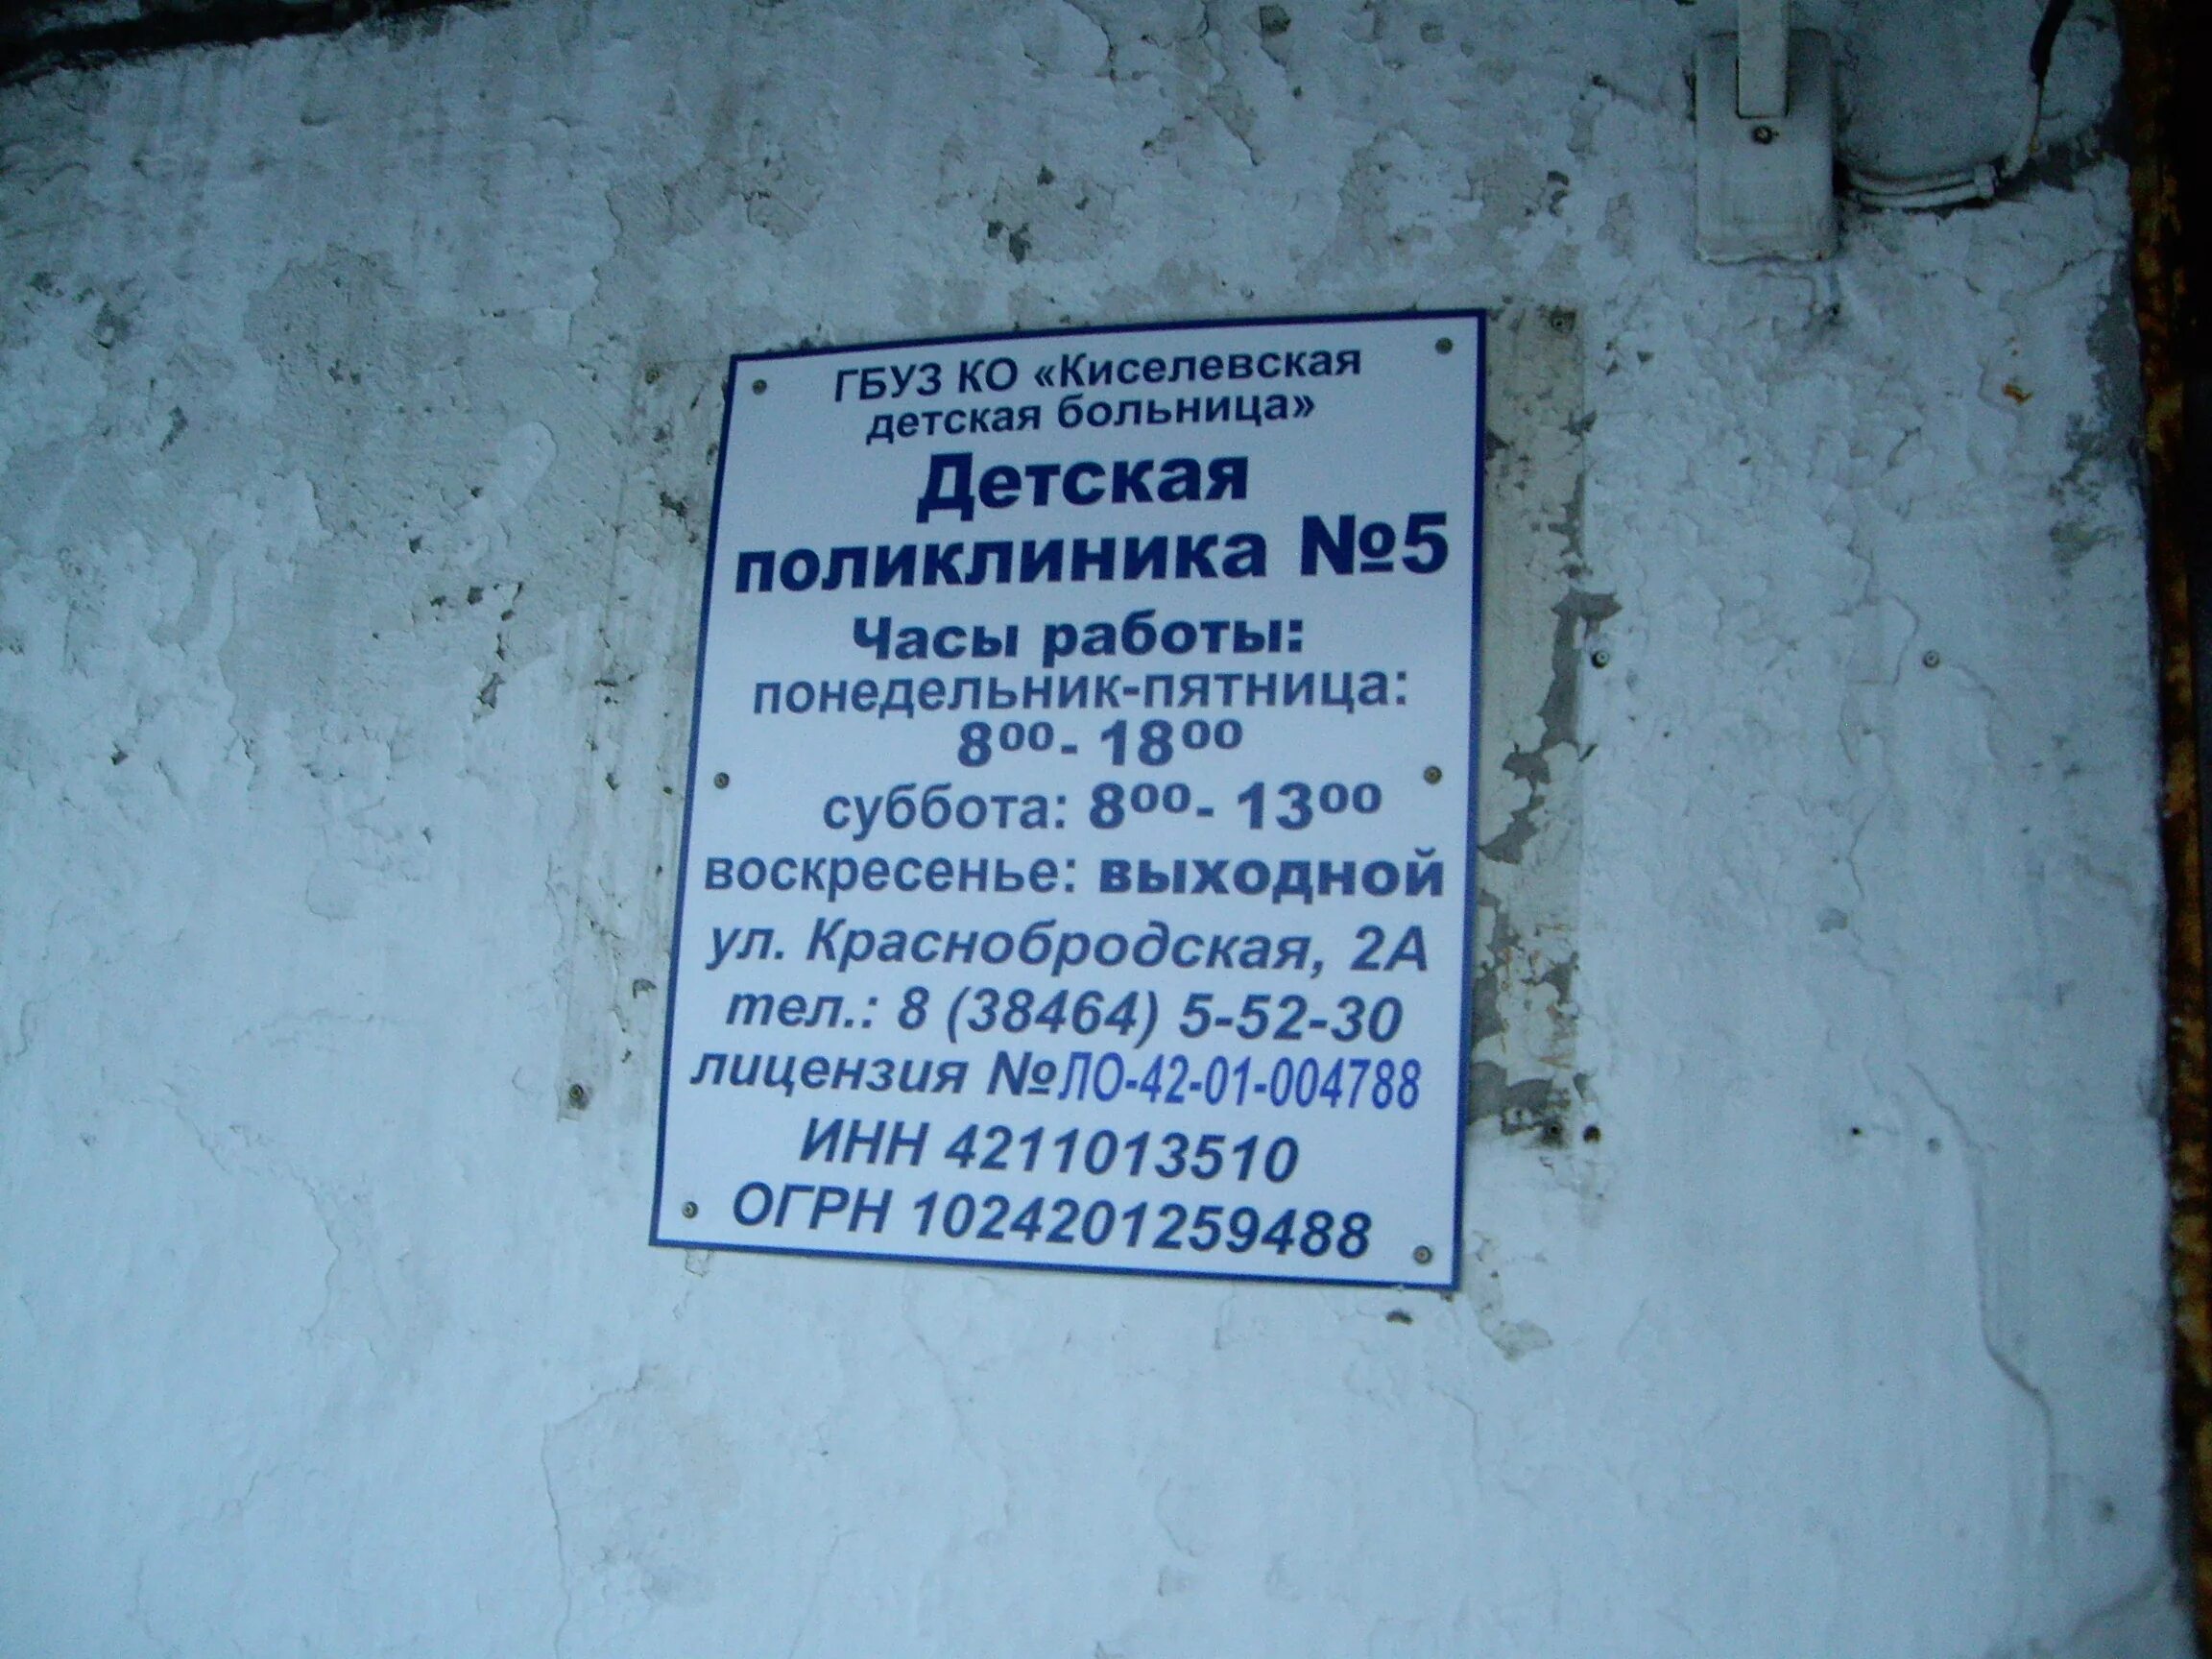 ГБУЗ КО «Киселевская
детская больница»
Детская
поликлиника №5
Часы работы:
понедельник-пятница:
8⁰⁰- 18⁰⁰
суббота: 8⁰⁰- 13⁰⁰
воскресенье: выходной
ул. Краснобродская, 2А
тел.: 8 (38464) 5-52-30
лицензия №ЛО-42-01-004788
ИНН 4211013510
ОГРН 1024201259488